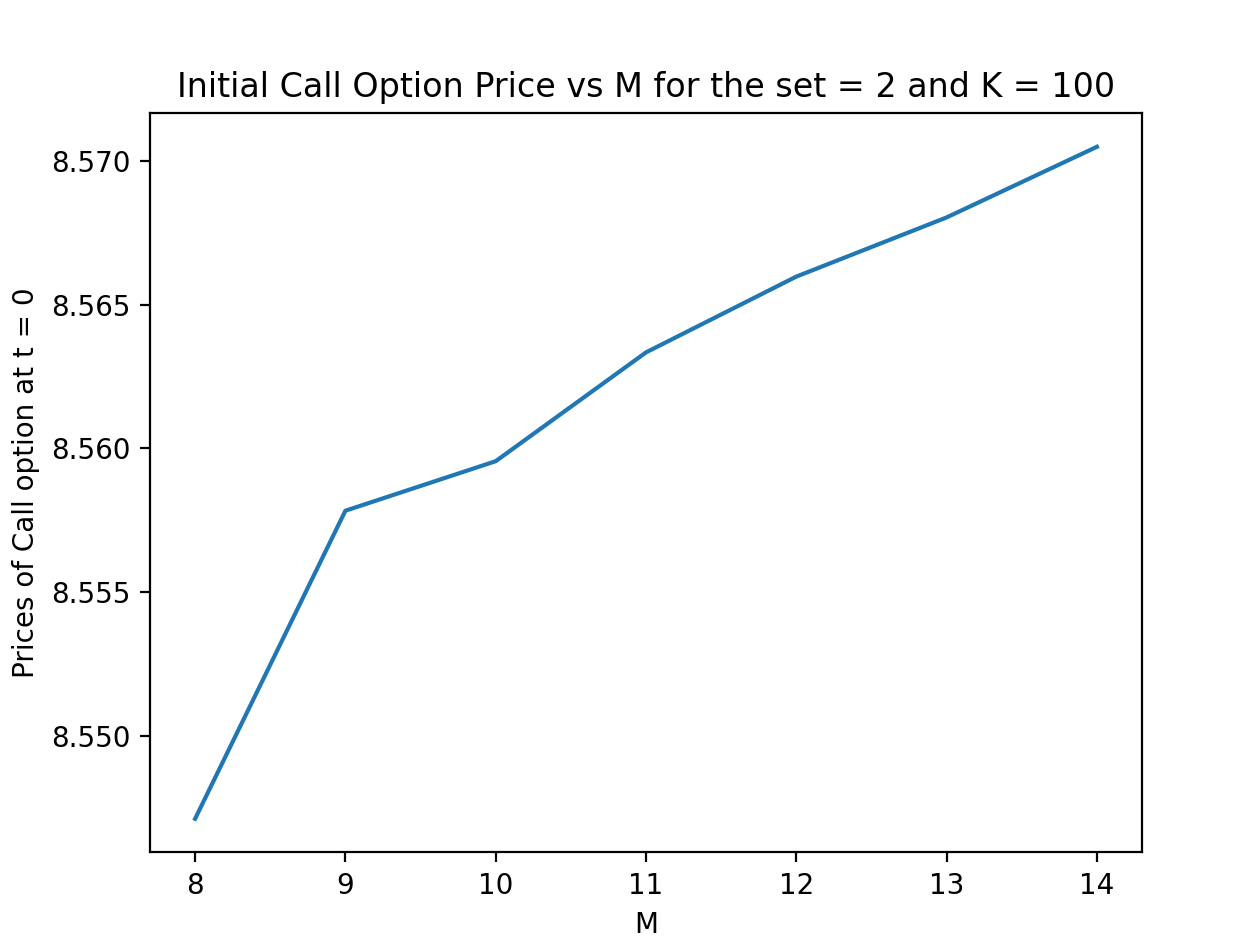 Initial Call Option Price vs M for the set = 2 and K = 100
Prices of Call option at t = 0
8.570
8.565
8.560
8.555
8.550
8 9 10 11 12 13 14
M